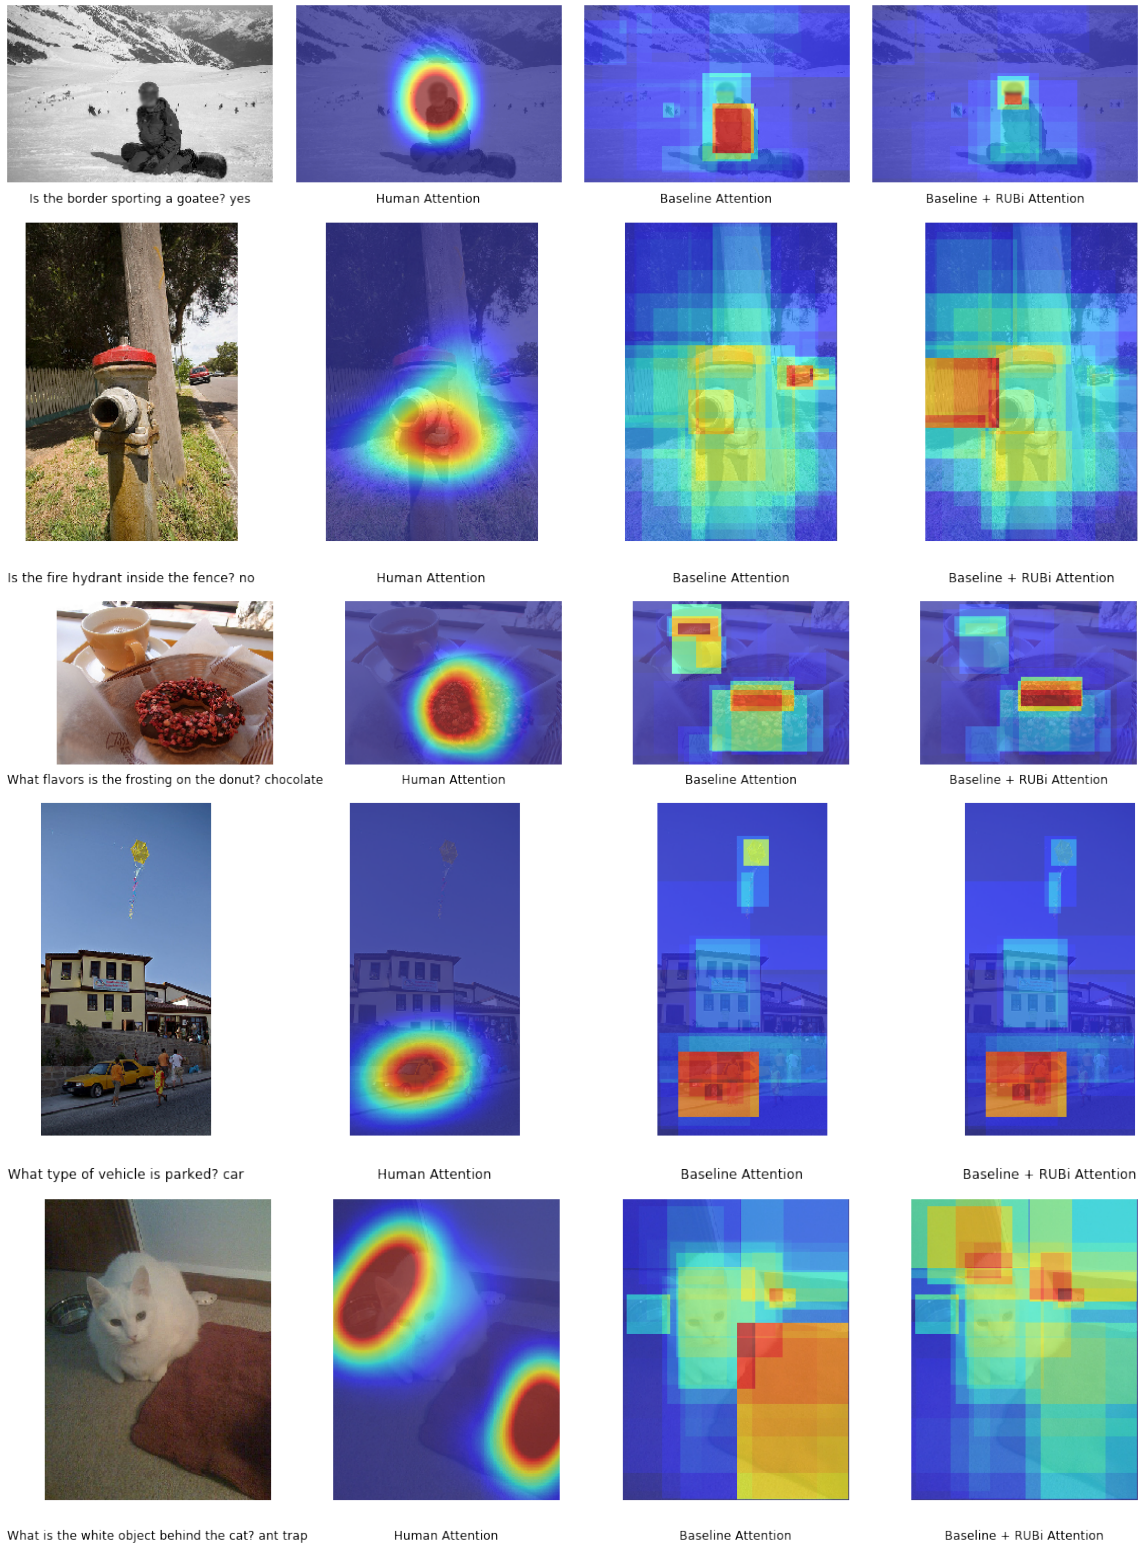 Is the border sporting a goatee? yes
Human Attention
Baseline Attention
Baseline + RUBi Attention
Is the fire hydrant inside the fence? no
Human Attention
Baseline Attention
Baseline + RUBi Attention
What flavors is the frosting on the donut? chocolate
Human Attention
Baseline Attention
Baseline + RUBi Attention
What type of vehicle is parked? car
Human Attention
Baseline Attention
Baseline + RUBi Attention
What is the white object behind the cat? ant trap
Human Attention
Baseline Attention
Baseline + RUBi Attention